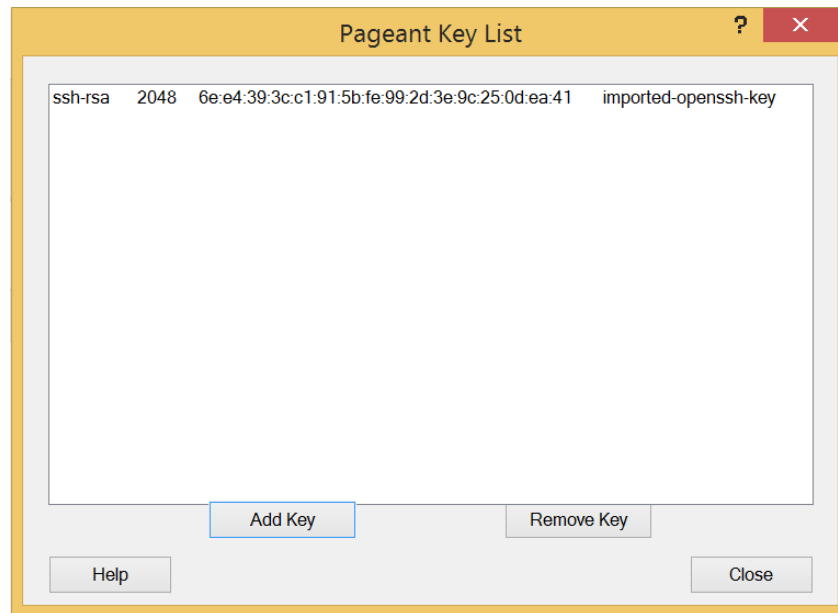 Pageant Key List
ssh-rsa 2048 6e:e4:39:3c:c1:91:5b:fe:99:2d:3e:9c:25:0d:ea:41 imported-openssh-key
Add Key Remove Key
Help Close